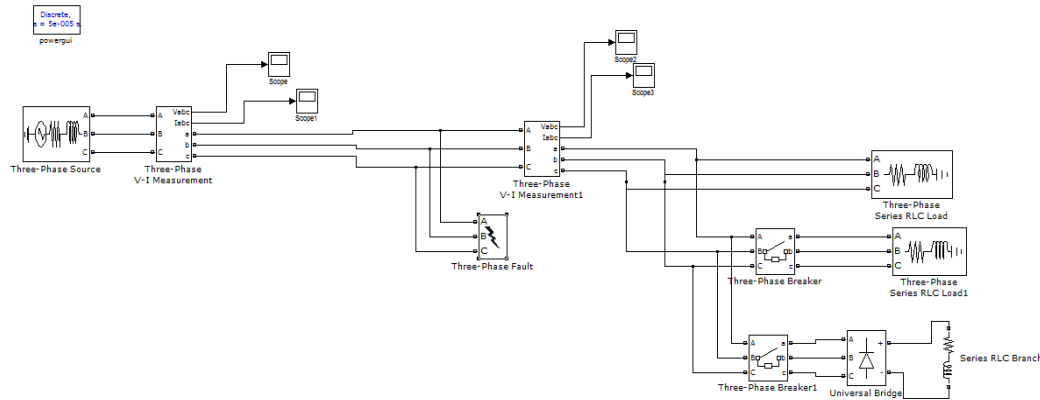 Discrete,
s = 5e-005 s.
powergui
Scope
Scope1
Scope2
Scope3
A
B
C
Three-Phase Source
A
B
C
Vabc
Iabc
a
b
c
Three-Phase
V-I Measurement
A
B
C
Vabc
Iabc
a
b
c
Three-Phase
V-I Measurement1
A
B
C
Three-Phase Fault
A
B
C
Three-Phase
Series RLC Load
A
B
C
a
b
c
Three-Phase Breaker
A
B
C
Three-Phase
Series RLC Load1
A
B
C
a
b
c
Three-Phase Breaker1
A
B
C
+
-
Universal Bridge
Series RLC Branch